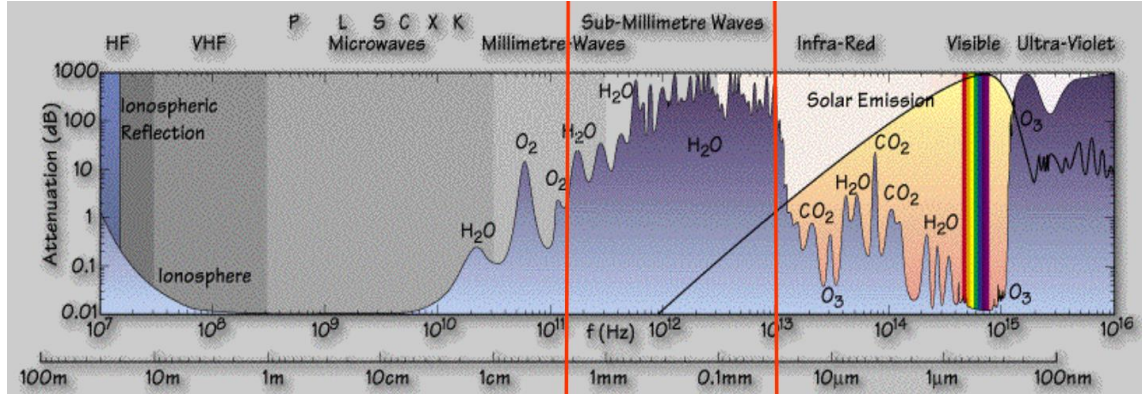 P L S C X K Sub-Millimetre Waves
HF VHF Microwaves Millimetre-Waves Infra-Red Visible Ultra-Violet
Attenuation (dB)
1000
100
10
1
0.1
0.01
Ionospheric
Reflection
Ionosphere
H2O
O2
O2
H2O
H2O
H2O
Solar Emission
CO2
O3
H2O
CO2
CO2
H2O
O3
O3
10^7 10^8 10^9 10^10 10^11 f (Hz) 10^12 10^13 10^14 10^15 10^16
100m 10m 1m 10cm 1cm 1mm 0.1mm 10µm 1µm 100nm